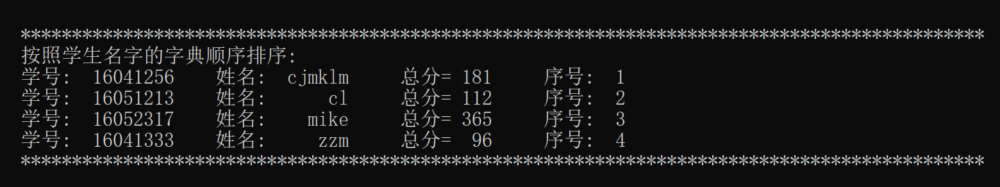 **********************************************************************************************
按照学生名字的字典顺序排序:
学号:  16041256    姓名:  cjmklm     总分= 181     序号:  1
学号:  16051213    姓名:      cl     总分= 112     序号:  2
学号:  16052317    姓名:    mike     总分= 365     序号:  3
学号:  16041333    姓名:     zzm     总分=  96     序号:  4
**********************************************************************************************